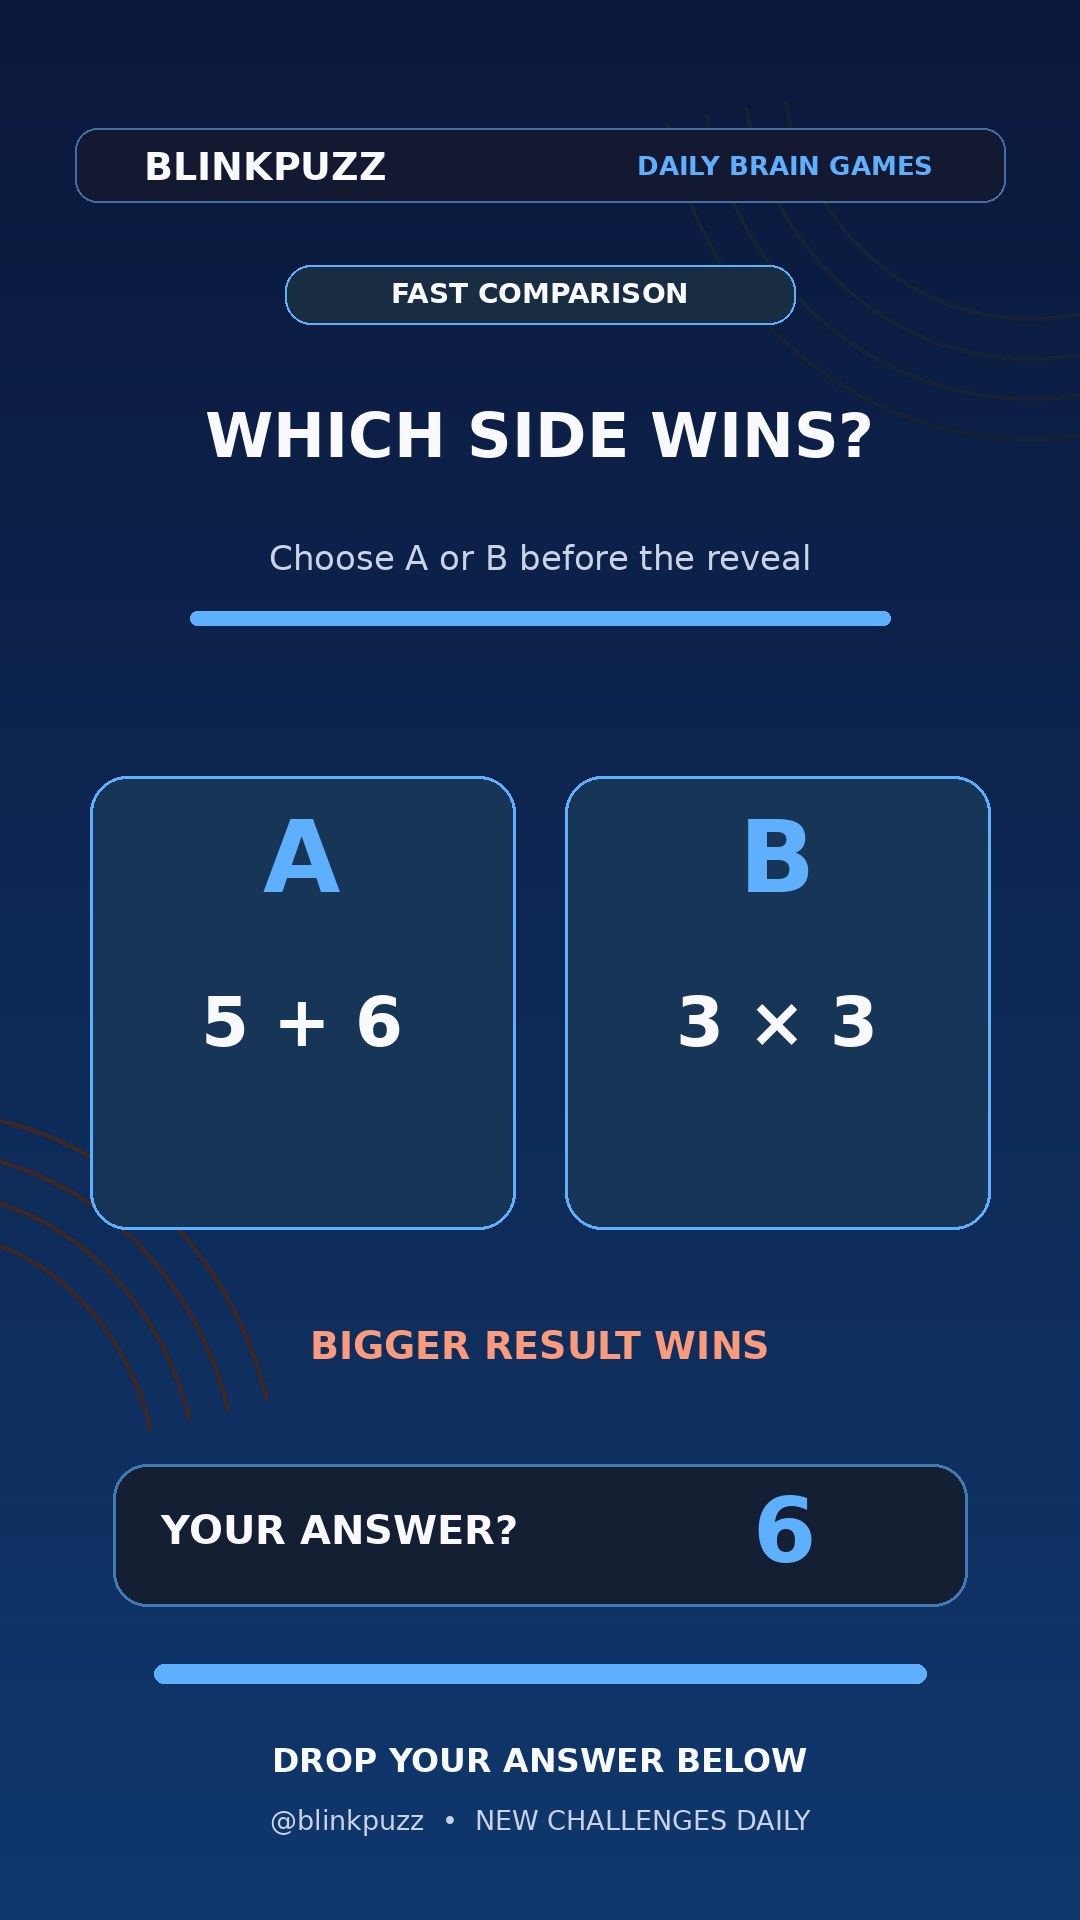 BLINKPUZZ DAILY BRAIN GAMES
FAST COMPARISON
WHICH SIDE WINS?
Choose A or B before the reveal
A B
5 + 6 3 × 3
BIGGER RESULT WINS
YOUR ANSWER? 6
DROP YOUR ANSWER BELOW
@blinkpuzz • NEW CHALLENGES DAILY